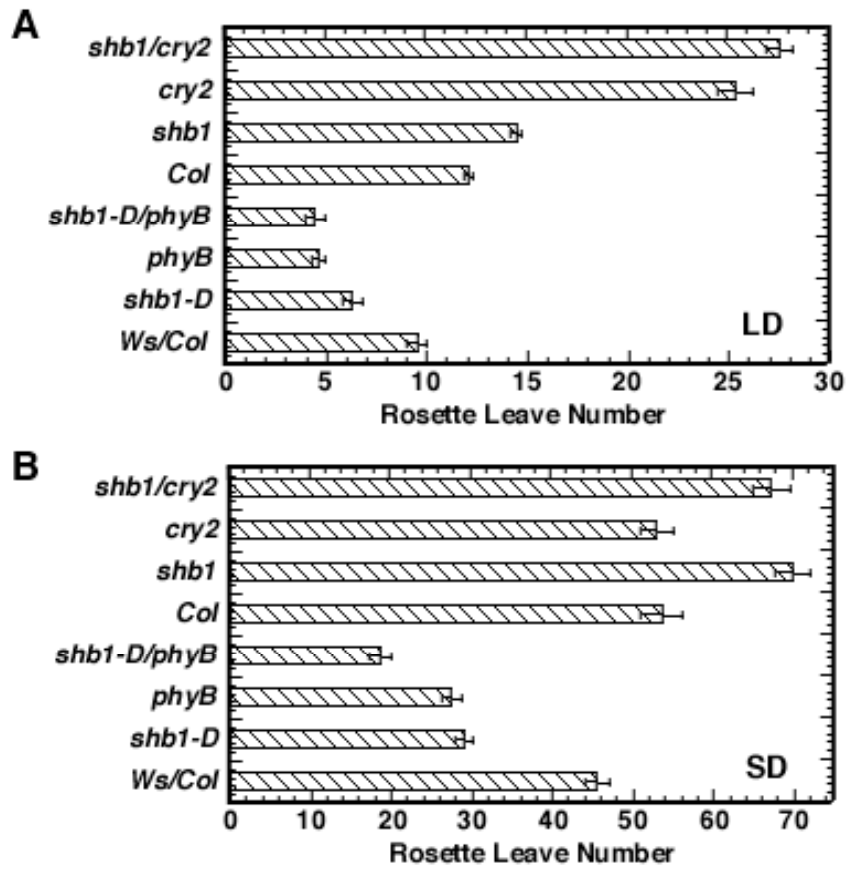 A
shb1/cry2
cry2
shb1
Col
shb1-D/phyB
phyB
shb1-D
Ws/Col
LD
0 5 10 15 20 25 30
Rosette Leave Number
B
shb1/cry2
cry2
shb1
Col
shb1-D/phyB
phyB
shb1-D
Ws/Col
SD
0 10 20 30 40 50 60 70
Rosette Leave Number